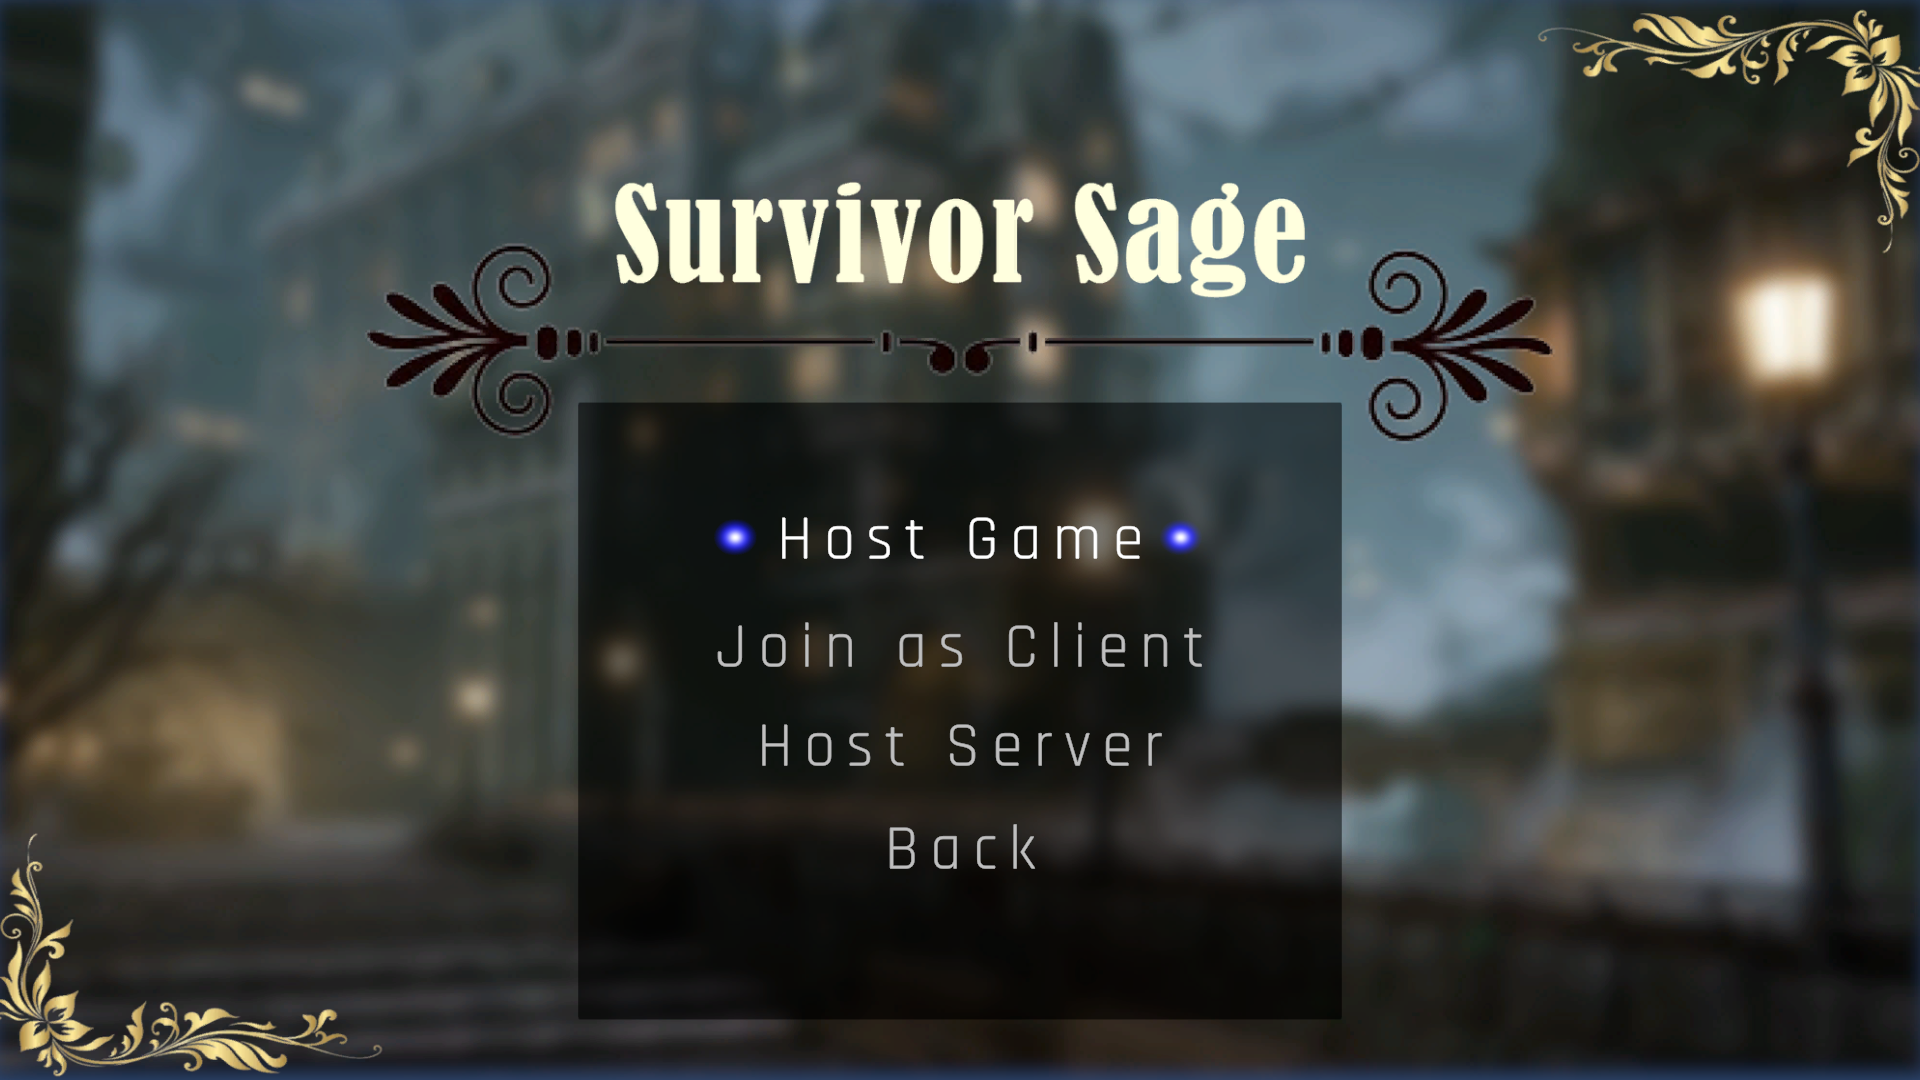 Survivor Sage
Host Game
Join as Client
Host Server
Back